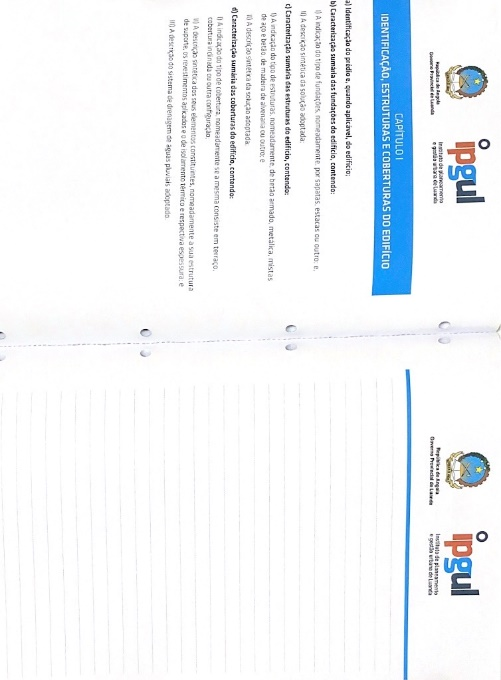 República de Angola
Governo Provincial de Luanda
ipgul
Instituto de planeamento
e gestão urbana de Luanda
CAPÍTULO I
IDENTIFICAÇÃO, ESTRUTURAS E COBERTURAS DO EDIFÍCIO
a) Identificação do prédio e, quando aplicável, do edifício;
b) Caracterização sumária das fundações do edifício, contendo:
i) A indicação do tipo de fundações, nomeadamente, por sapatas, estacas ou outro; e,
ii) A descrição sintética da solução adoptada;
c) Caracterização sumária das estruturas do edifício, contendo:
i) A indicação do tipo de estruturas, nomeadamente, de betão armado, metálica, mistas
de aço e betão, de madeira de alvenaria ou outro; e
ii) A descrição sintética da solução adoptada;
d) Caracterização sumária das coberturas do edifício, contendo:
i) A indicação do tipo de cobertura, nomeadamente se a mesma consiste em terraço,
cobertura inclinada ou outra configuração;
ii) A descrição sintética dos seus elementos constituintes, nomeadamente a sua estrutura
de suporte, os revestimentos aplicados e o de isolamento térmico e respectiva espessura; e
iii) A descrição do sistema de drenagem de águas pluviais adoptado.
República de Angola
Governo Provincial de Luanda
ipgul
Instituto de planeamento
e gestão urbana de Luanda